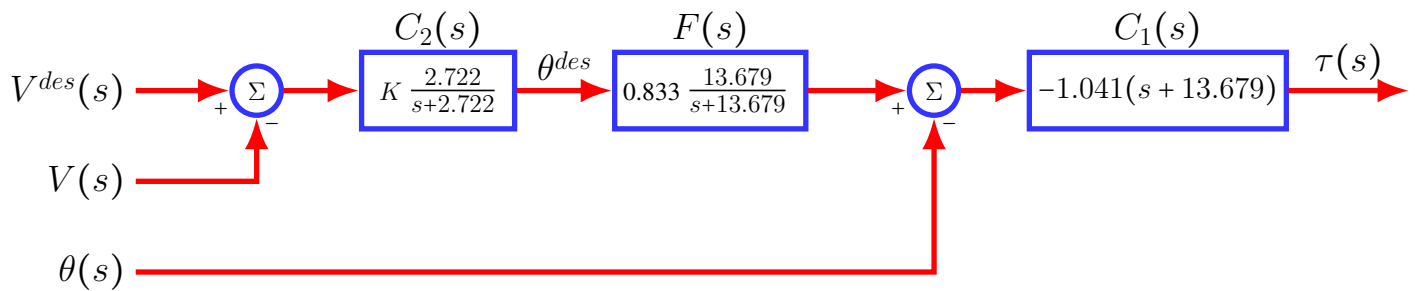 C₂(s) F(s) C₁(s)
V^{des}(s) + Σ − K 2.722/(s+2.722) θ^{des} 0.833 13.679/(s+13.679) + Σ − −1.041(s + 13.679) τ(s)
V(s)
θ(s)